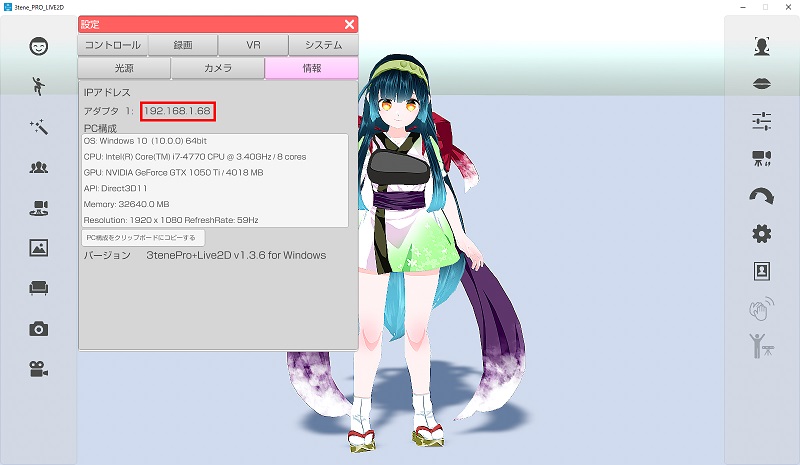 3tene_PRO_LIVE2D
設定
コントロール 録画 VR システム
光源 カメラ 情報
IPアドレス
アダプタ 1: 192.168.1.68
PC構成
OS: Windows 10 (10.0.0) 64bit
CPU: Intel(R) Core(TM) i7-4770 CPU @ 3.40GHz / 8 cores
GPU: NVIDIA GeForce GTX 1050 Ti / 4018 MB
API: Direct3D11
Memory: 32640.0 MB
Resolution: 1920 x 1080 RefreshRate: 59Hz
PC構成をクリップボードにコピーする
バージョン 3tenePro+Live2D v1.3.6 for Windows